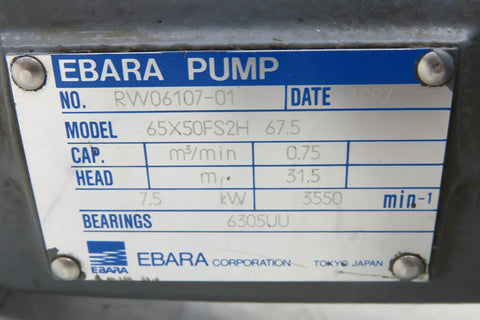 EBARA PUMP
NO. RW06107-01 DATE
MODEL 65X50FS2H 67.5
CAP. m³/min 0.75
HEAD m 31.5
7.5 kW 3550 min-1
BEARINGS 6305UU
EBARA EBARA CORPORATION TOKYO JAPAN